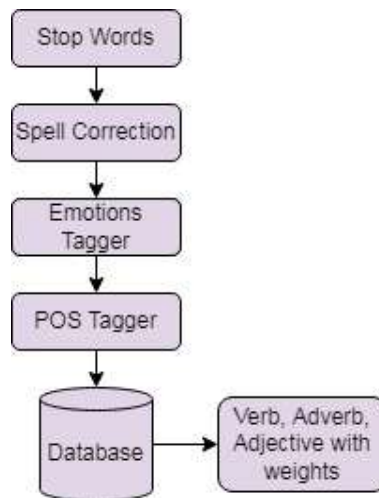 Stop Words
Spell Correction
Emotions
Tagger
POS Tagger
Database
Verb, Adverb,
Adjective with
weights